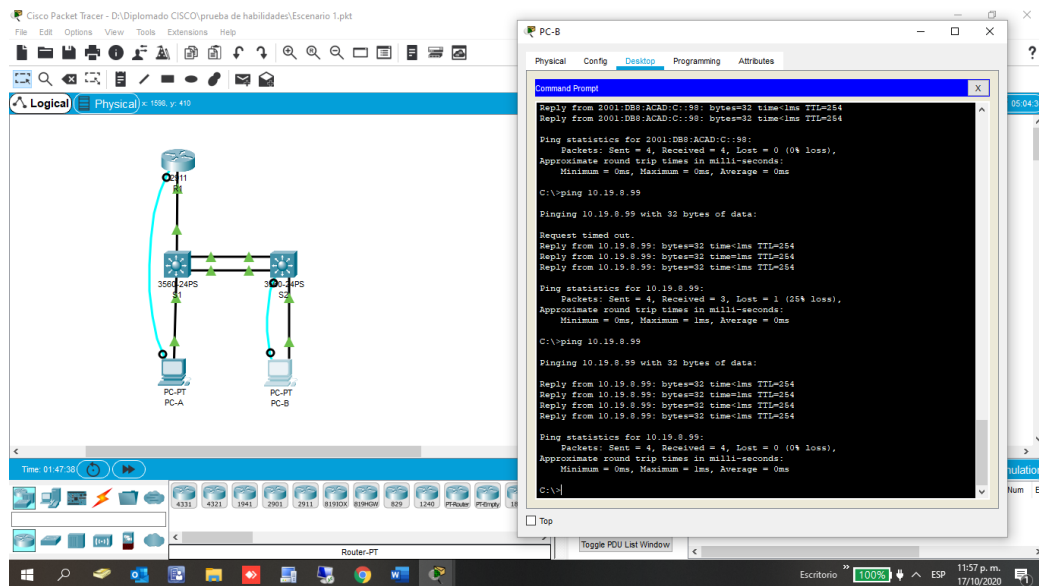 Cisco Packet Tracer - D:\Diplomado CISCO\prueba de habilidades\Escenario 1.pkt
File Edit Options View Tools Extensions Help
Logical Physical x: 1596, y: 410
05:04:3
2911
R1
3560-24PS
S1
3560-24PS
S2
PC-PT
PC-A
PC-PT
PC-B
Time: 01:47:38
4331 4321 1941 2901 2911 819IOX 819HGW 829 1240 PT-Router PT-Empty 18
Router-PT
PC-B
Physical Config Desktop Programming Attributes
Command Prompt
X
Reply from 2001:DB8:ACAD:C::98: bytes=32 time<1ms TTL=254
Reply from 2001:DB8:ACAD:C::98: bytes=32 time<1ms TTL=254
Ping statistics for 2001:DB8:ACAD:C::98:
Packets: Sent = 4, Received = 4, Lost = 0 (0% loss),
Approximate round trip times in milli-seconds:
Minimum = 0ms, Maximum = 0ms, Average = 0ms
C:\>ping 10.19.8.99
Pinging 10.19.8.99 with 32 bytes of data:
Request timed out.
Reply from 10.19.8.99: bytes=32 time<1ms TTL=254
Reply from 10.19.8.99: bytes=32 time=1ms TTL=254
Reply from 10.19.8.99: bytes=32 time<1ms TTL=254
Ping statistics for 10.19.8.99:
Packets: Sent = 4, Received = 3, Lost = 1 (25% loss),
Approximate round trip times in milli-seconds:
Minimum = 0ms, Maximum = 1ms, Average = 0ms
C:\>ping 10.19.8.99
Pinging 10.19.8.99 with 32 bytes of data:
Reply from 10.19.8.99: bytes=32 time=1ms TTL=254
Reply from 10.19.8.99: bytes=32 time<1ms TTL=254
Reply from 10.19.8.99: bytes=32 time<1ms TTL=254
Reply from 10.19.8.99: bytes=32 time<1ms TTL=254
Ping statistics for 10.19.8.99:
Packets: Sent = 4, Received = 4, Lost = 0 (0% loss),
Approximate round trip times in milli-seconds:
Minimum = 0ms, Maximum = 1ms, Average = 0ms
C:\>
Top
Toggle PDU List Window
Num
Escritorio
100%
ESP
11:57 p. m.
17/10/2020